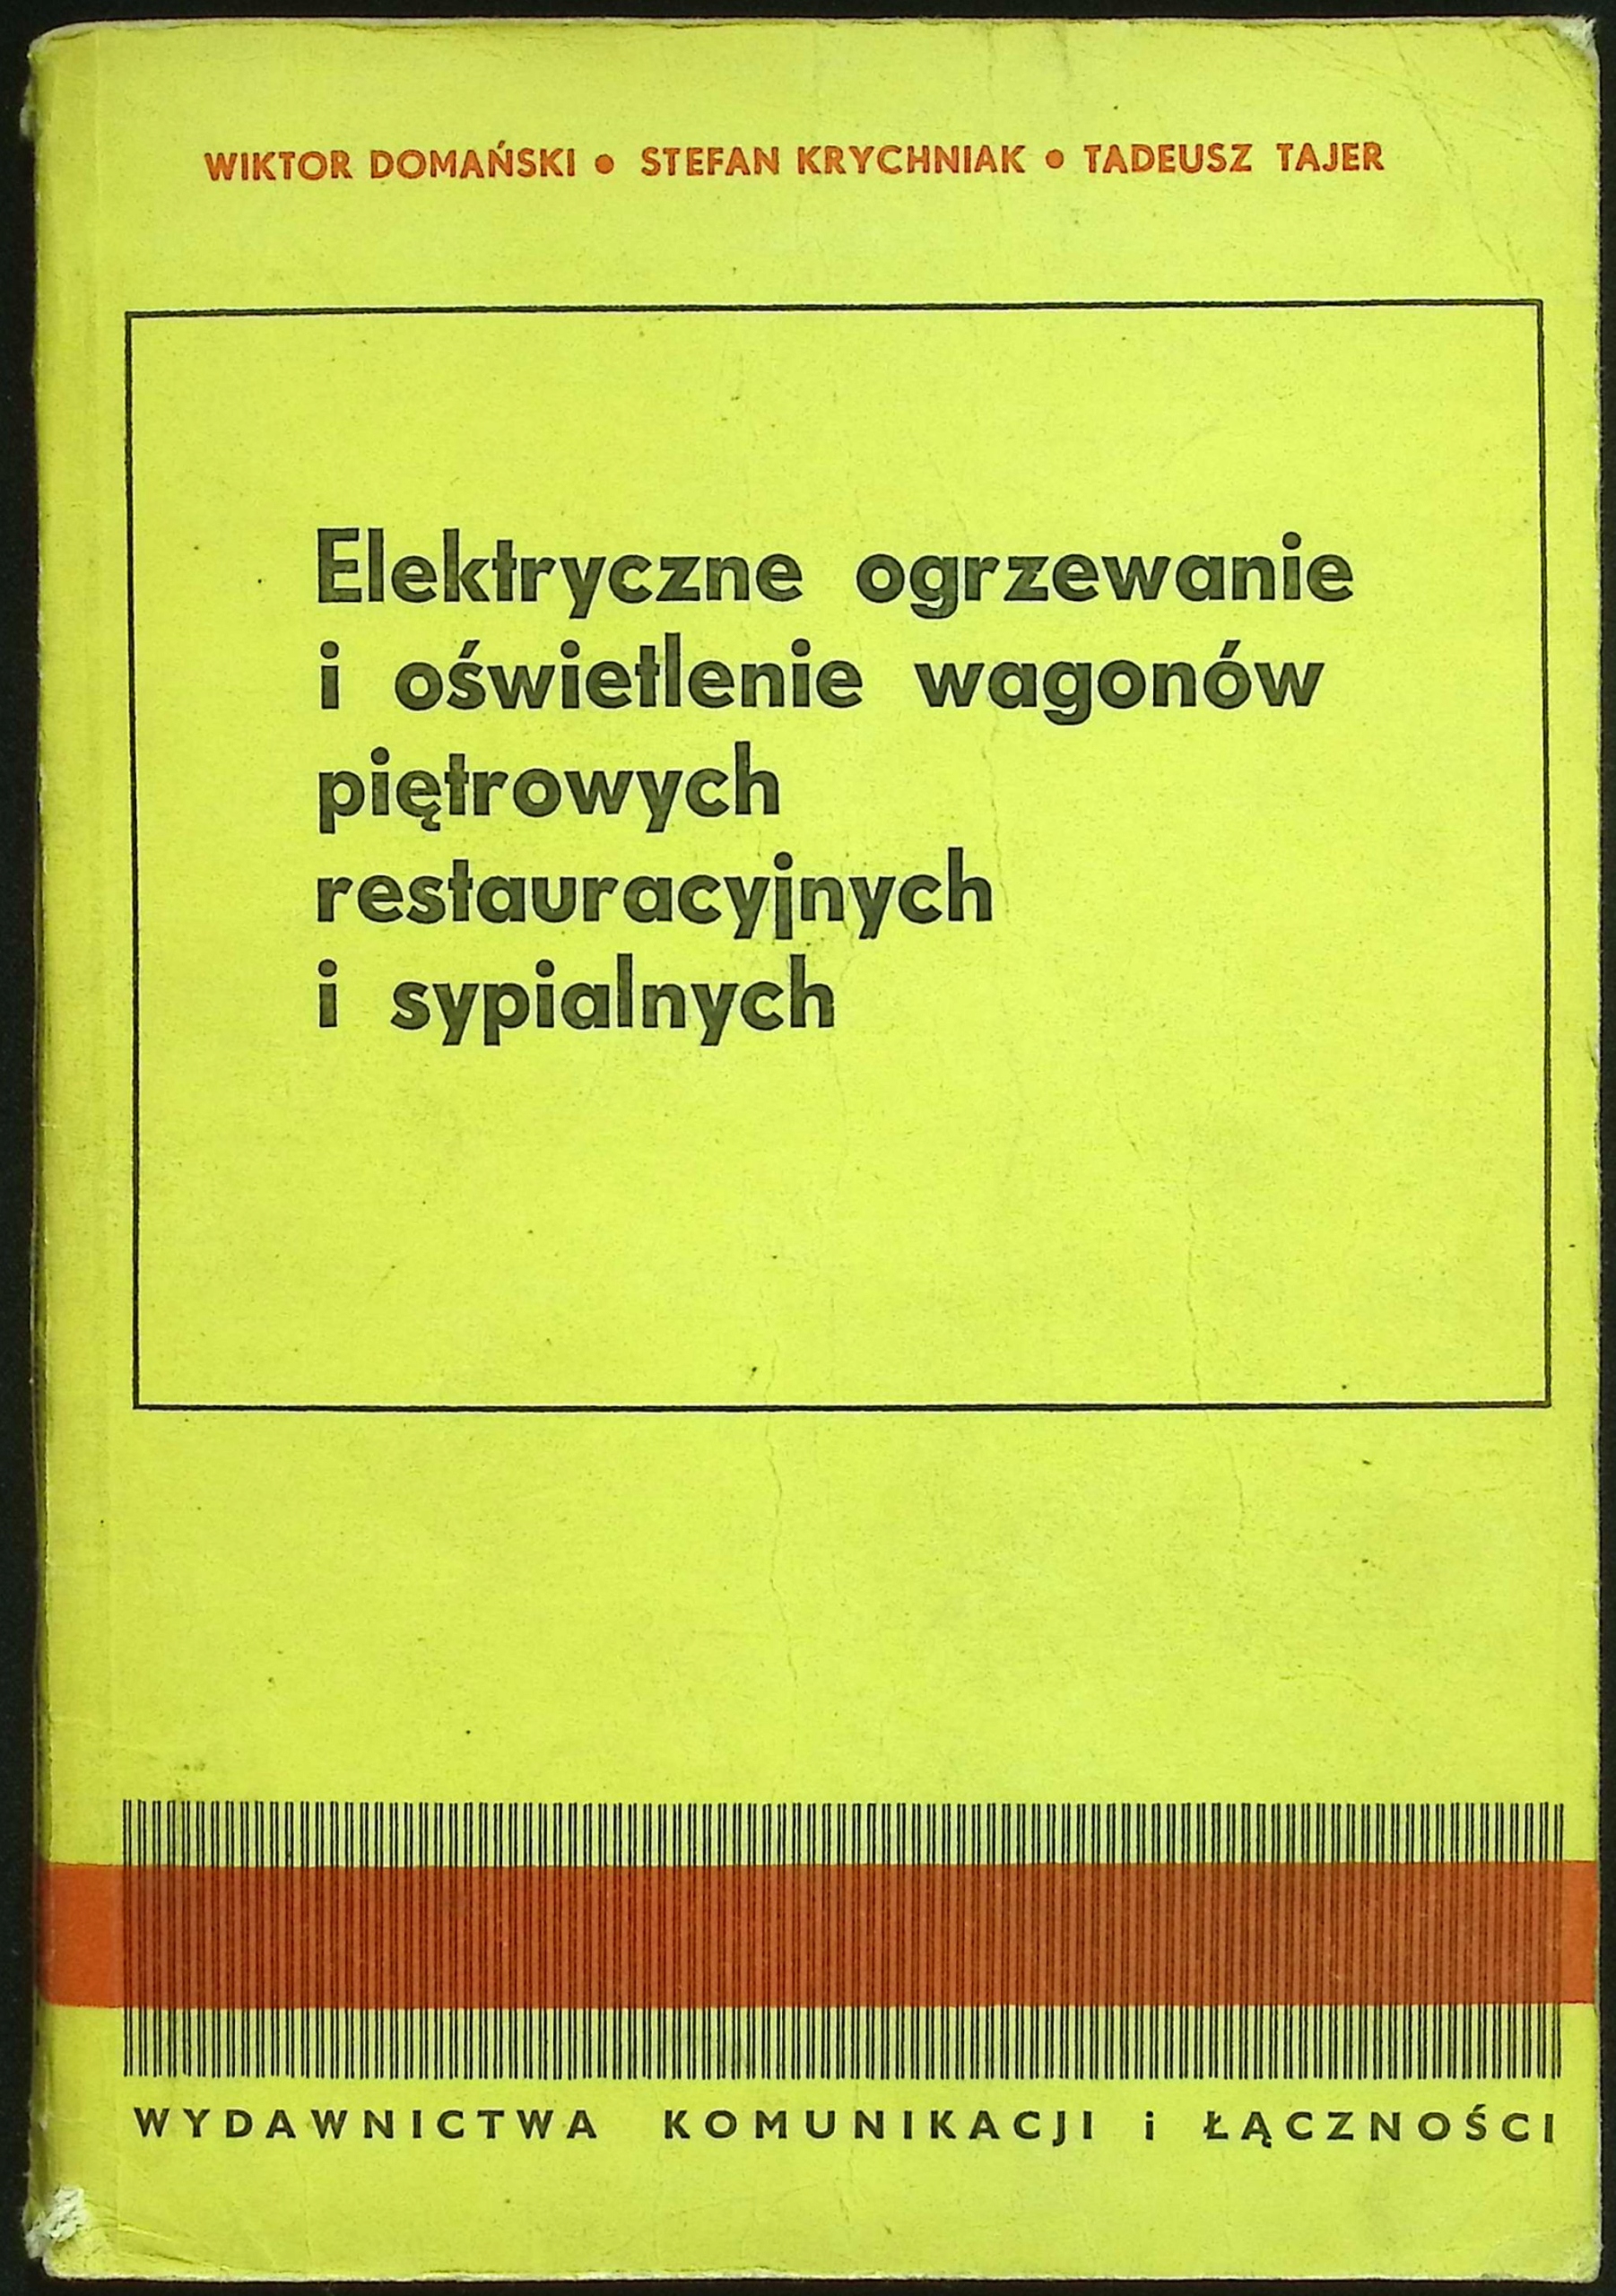 WIKTOR DOMAŃSKI • STEFAN KRYCHNIAK • TADEUSZ TAJER
Elektryczne ogrzewanie
i oświetlenie wagonów
piętrowych
restauracyjnych
i sypialnych
WYDAWNICTWA KOMUNIKACJI i ŁĄCZNOŚCI